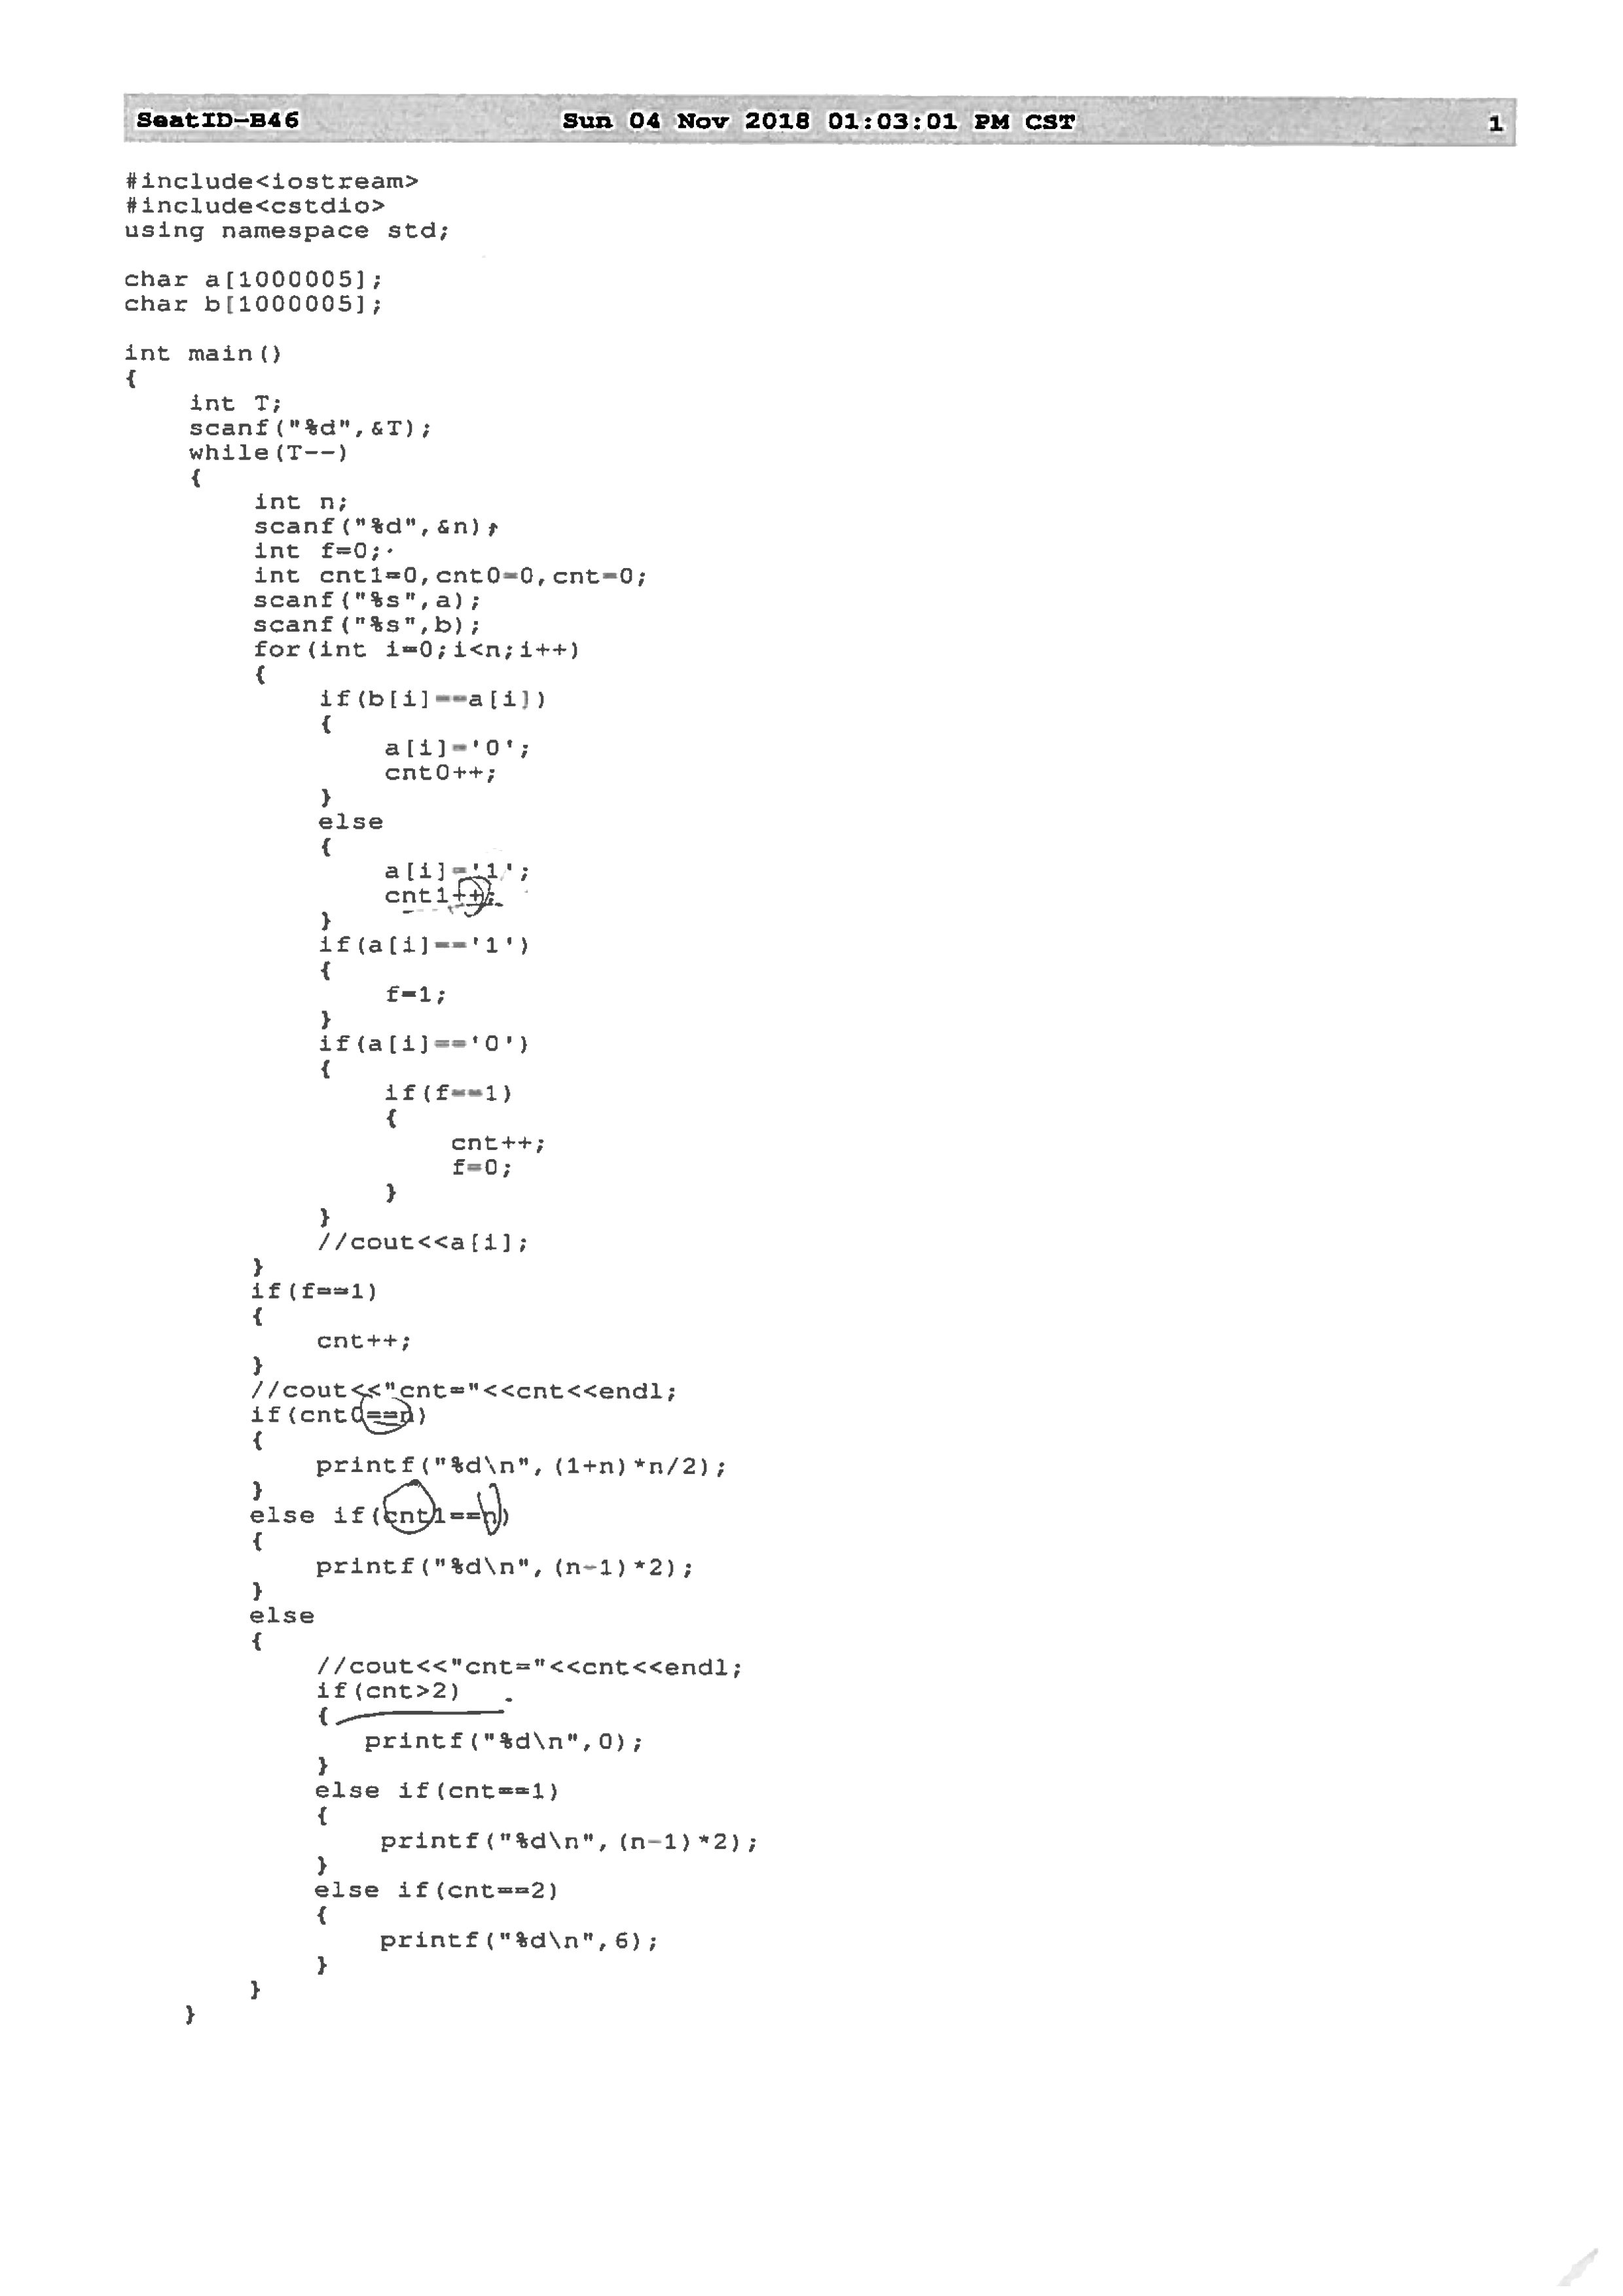 SeatID-B46 Sun 04 Nov 2018 01:03:01 PM CST 1
#include<iostream>
#include<cstdio>
using namespace std;

char a[1000005];
char b[1000005];

int main()
{
    int T;
    scanf("%d",&T);
    while(T--)
    {
        int n;
        scanf("%d",&n);
        int f=0;
        int cnt1=0,cnt0=0,cnt=0;
        scanf("%s",a);
        scanf("%s",b);
        for(int i=0;i<n;i++)
        {
            if(b[i]==a[i])
            {
                a[i]='0';
                cnt0++;
            }
            else
            {
                a[i]='1';
                cnt1++;
            }
            if(a[i]=='1')
            {
                f=1;
            }
            if(a[i]=='0')
            {
                if(f==1)
                {
                    cnt++;
                    f=0;
                }
            }
            //cout<<a[i];
        }
        if(f==1)
        {
            cnt++;
        }
        //cout<<"cnt="<<cnt<<endl;
        if(cnt0==n)
        {
            printf("%d\n",(1+n)*n/2);
        }
        else if(cnt1==n)
        {
            printf("%d\n",(n-1)*2);
        }
        else
        {
            //cout<<"cnt="<<cnt<<endl;
            if(cnt>2)
            {
               printf("%d\n",0);
            }
            else if(cnt==1)
            {
                printf("%d\n",(n-1)*2);
            }
            else if(cnt==2)
            {
                printf("%d\n",6);
            }
        }
    }